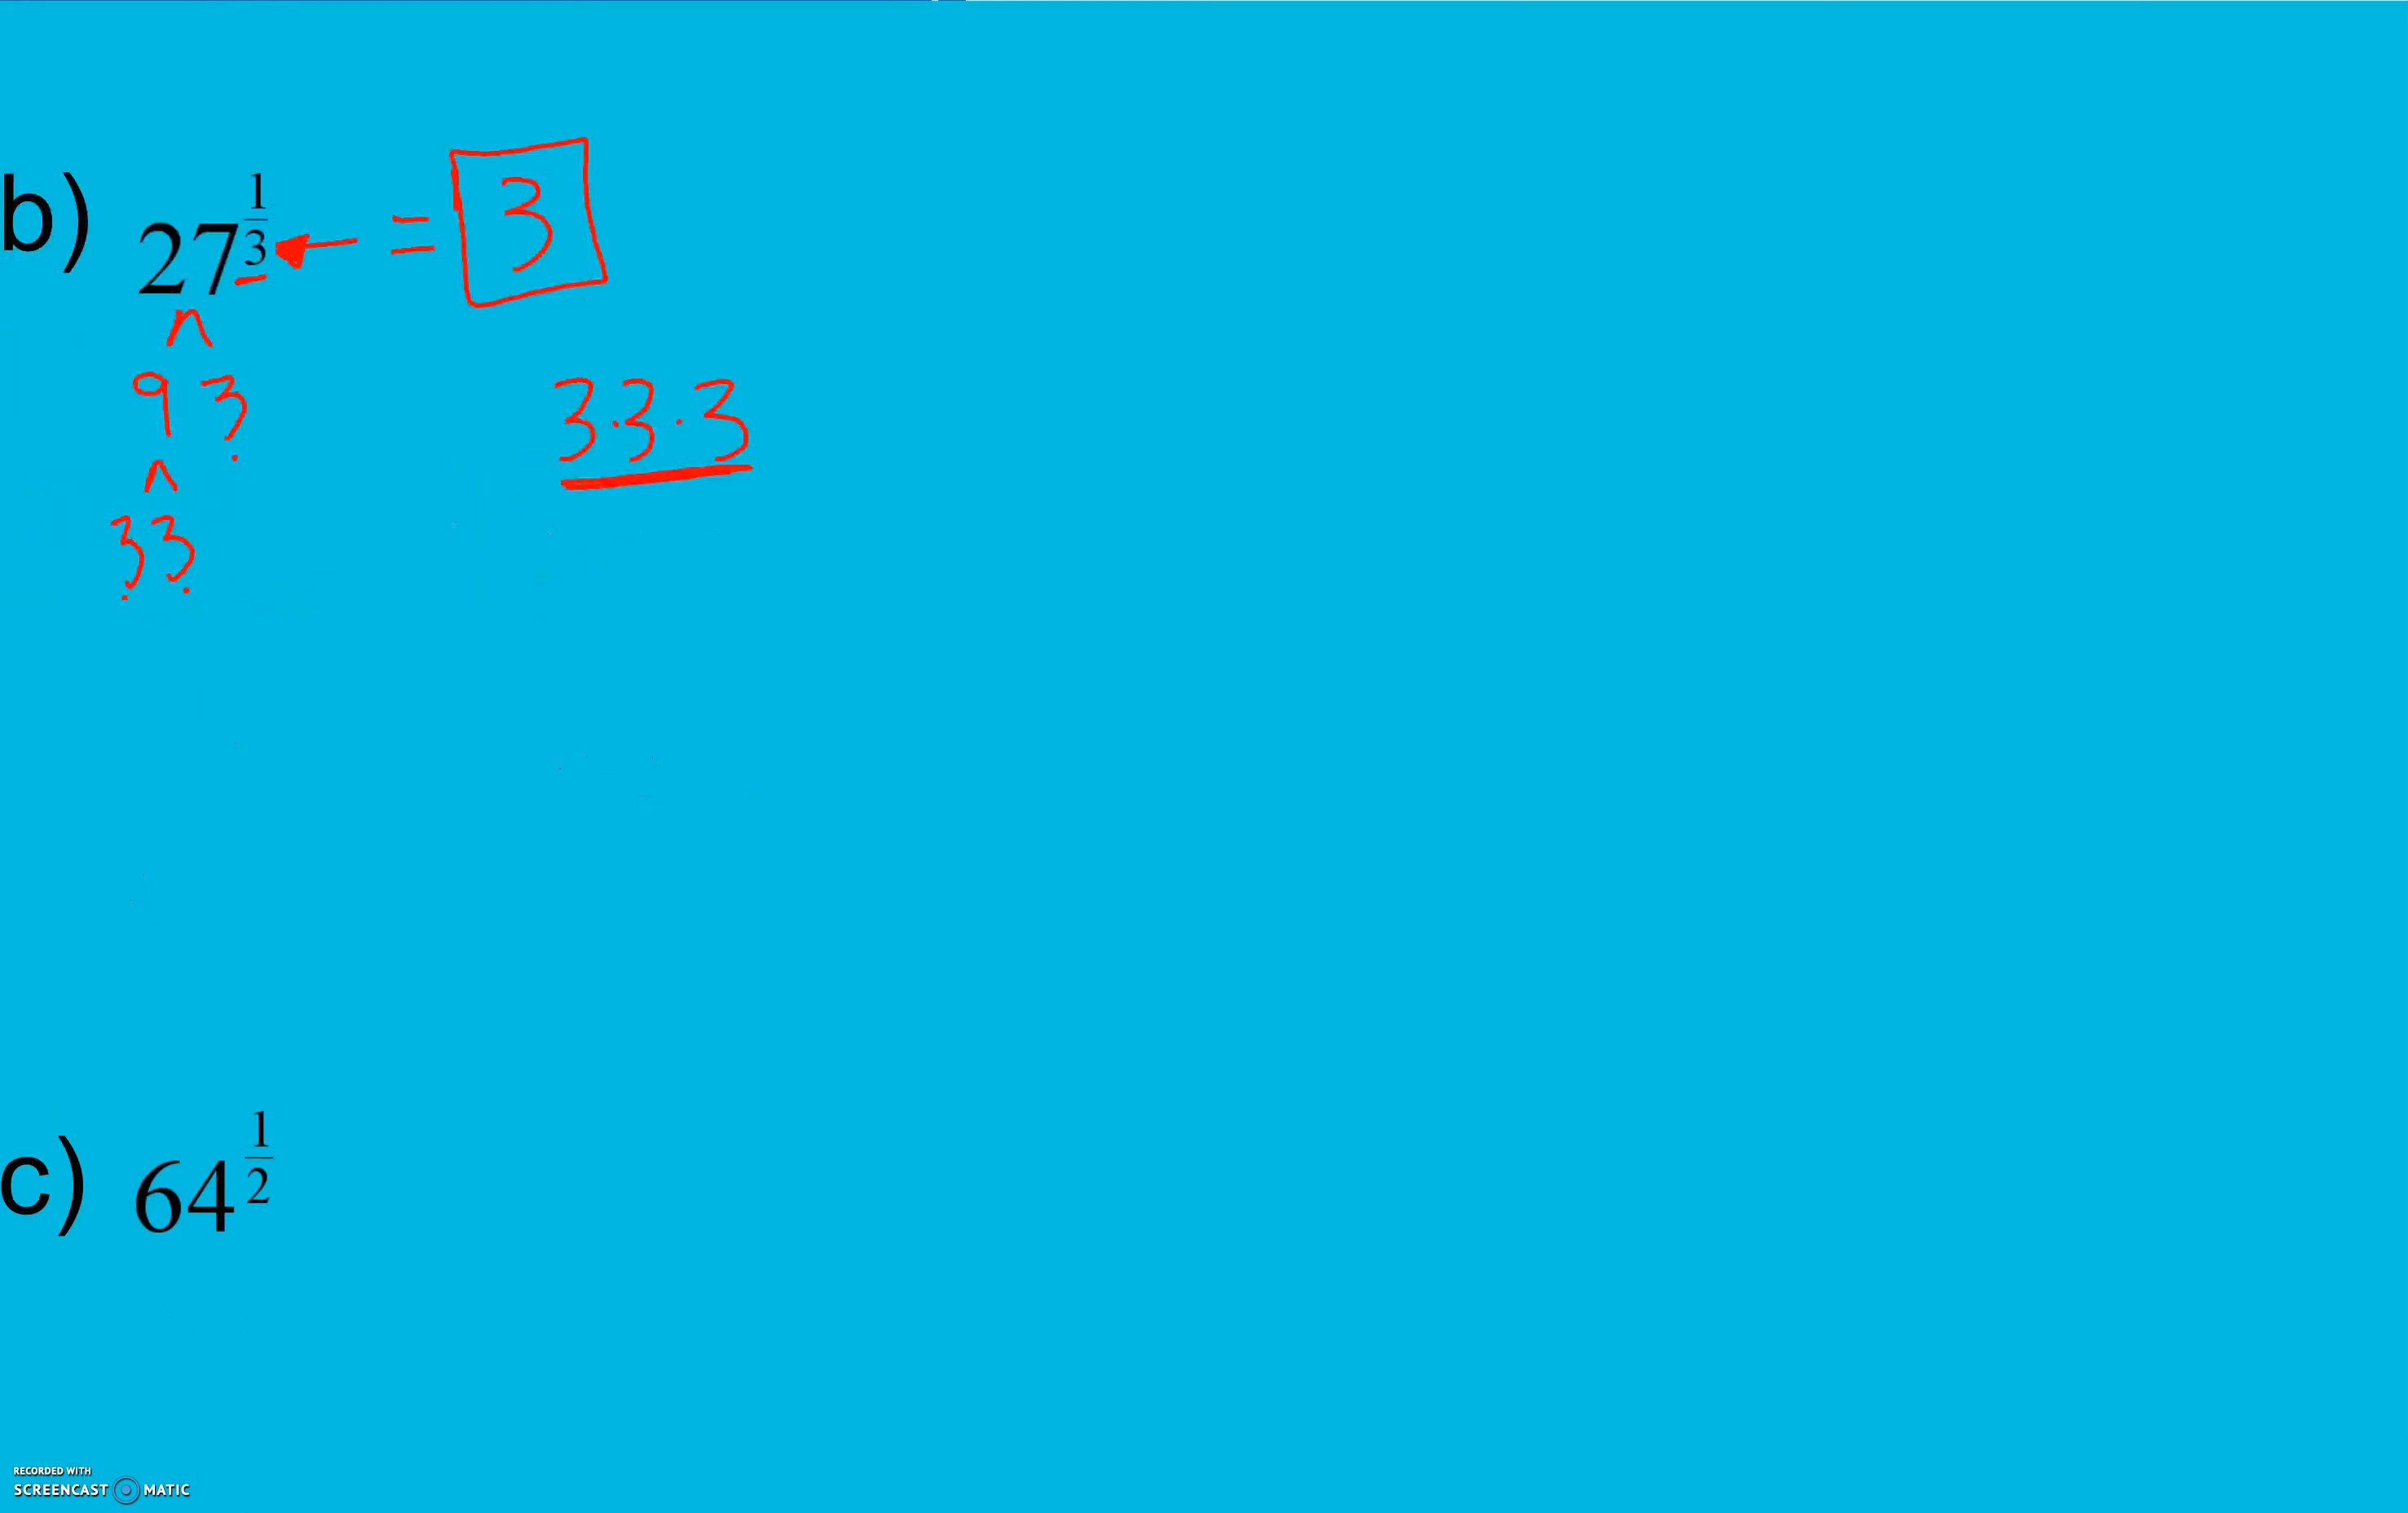 b) 27^{1/3} = 3
9 3
3·3·3
3 3
c) 64^{1/2}
RECORDED WITH
SCREENCAST MATIC